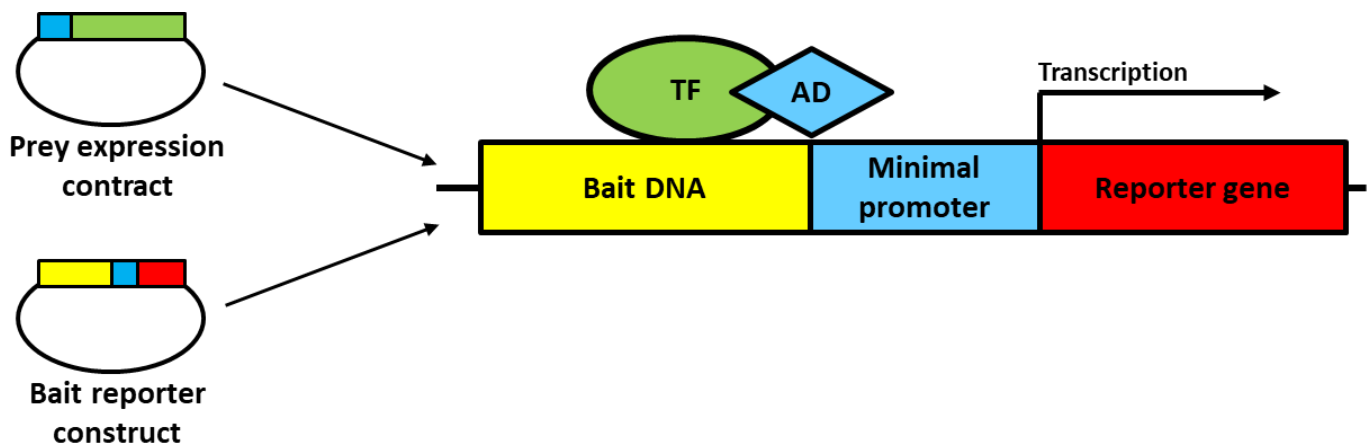 Prey expression
contract
Bait reporter
construct
TF
AD
Transcription
Bait DNA
Minimal
promoter
Reporter gene